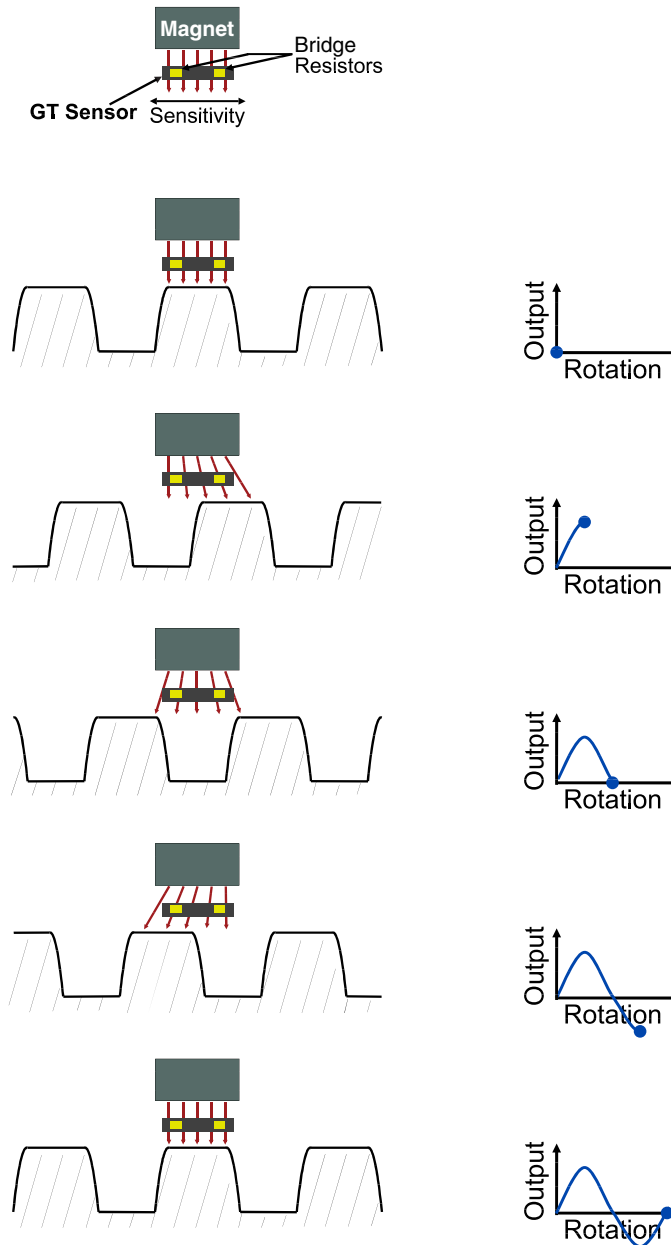 Magnet
Bridge
Resistors
GT Sensor
Sensitivity
Output
Rotation
Output
Rotation
Output
Rotation
Output
Rotation
Output
Rotation